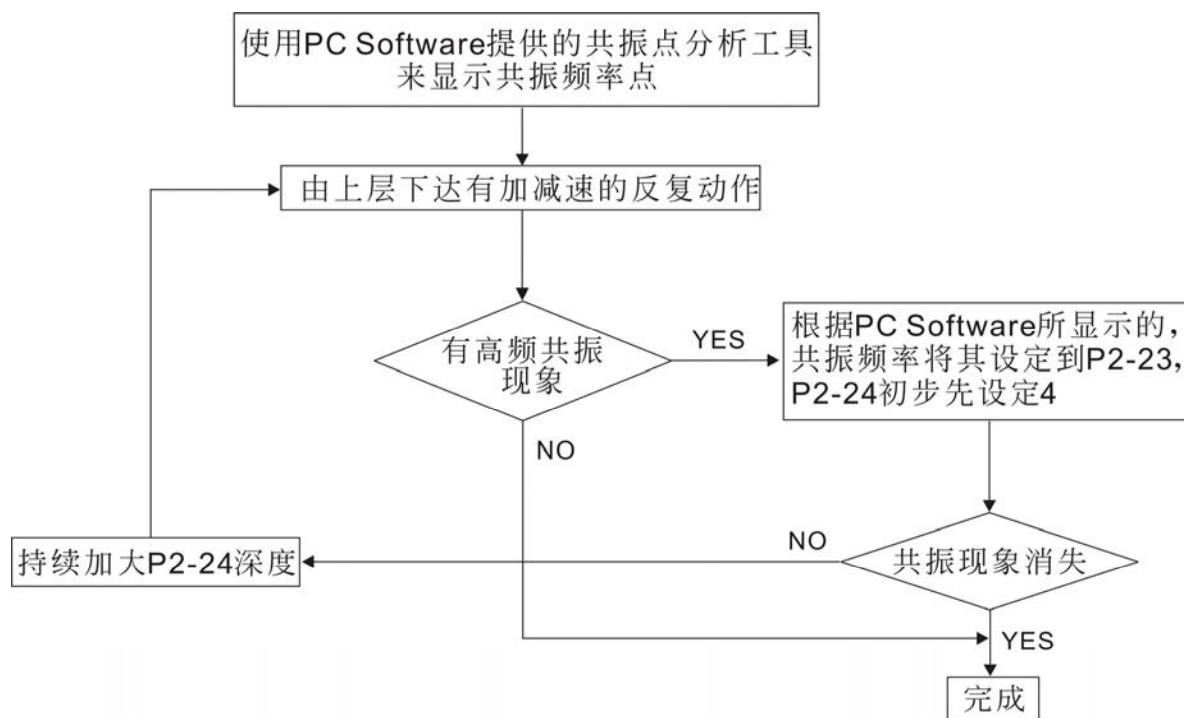 使用PC Software提供的共振点分析工具
来显示共振频率点
由上层下达有加减速的反复动作
有高频共振
现象
YES
根据PC Software所显示的,
共振频率将其设定到P2-23,
P2-24初步先设定4
NO
持续加大P2-24深度
NO
共振现象消失
YES
完成